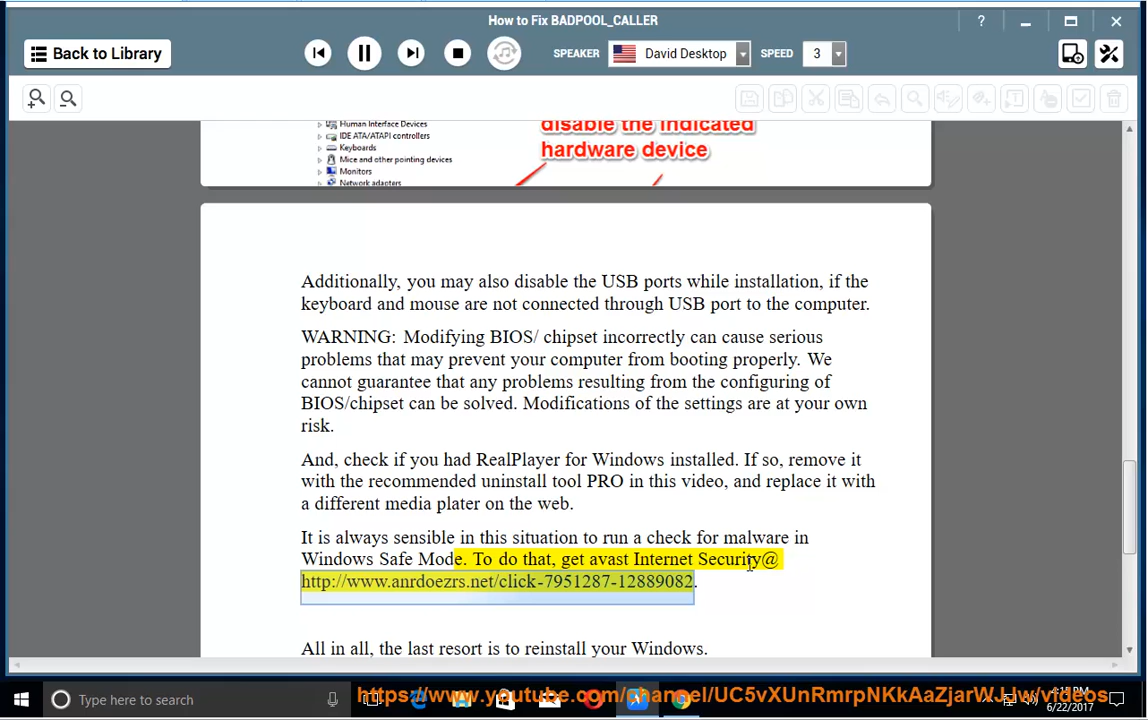 How to Fix BADPOOL_CALLER
?
Back to Library
SPEAKER
David Desktop
SPEED
3
disable the indicated
Human Interface Devices
IDE ATA/ATAPI controllers
hardware device
Keyboards
Mice and other pointing devices
Monitors
Network adapters
Additionally, you may also disable the USB ports while installation, if the
keyboard and mouse are not connected through USB port to the computer.
WARNING: Modifying BIOS/ chipset incorrectly can cause serious
problems that may prevent your computer from booting properly. We
cannot guarantee that any problems resulting from the configuring of
BIOS/chipset can be solved. Modifications of the settings are at your own
risk.
And, check if you had RealPlayer for Windows installed. If so, remove it
with the recommended uninstall tool PRO in this video, and replace it with
a different media plater on the web.
It is always sensible in this situation to run a check for malware in
Windows Safe Mode. To do that, get avast Internet Security@
http://www.anrdoezrs.net/click-7951287-12889082.
All in all, the last resort is to reinstall your Windows.
Type here to search
https://www.youtube.com/channel/UC5vXUnRmrpNKkAaZjarWJiw/videos
6/22/2017